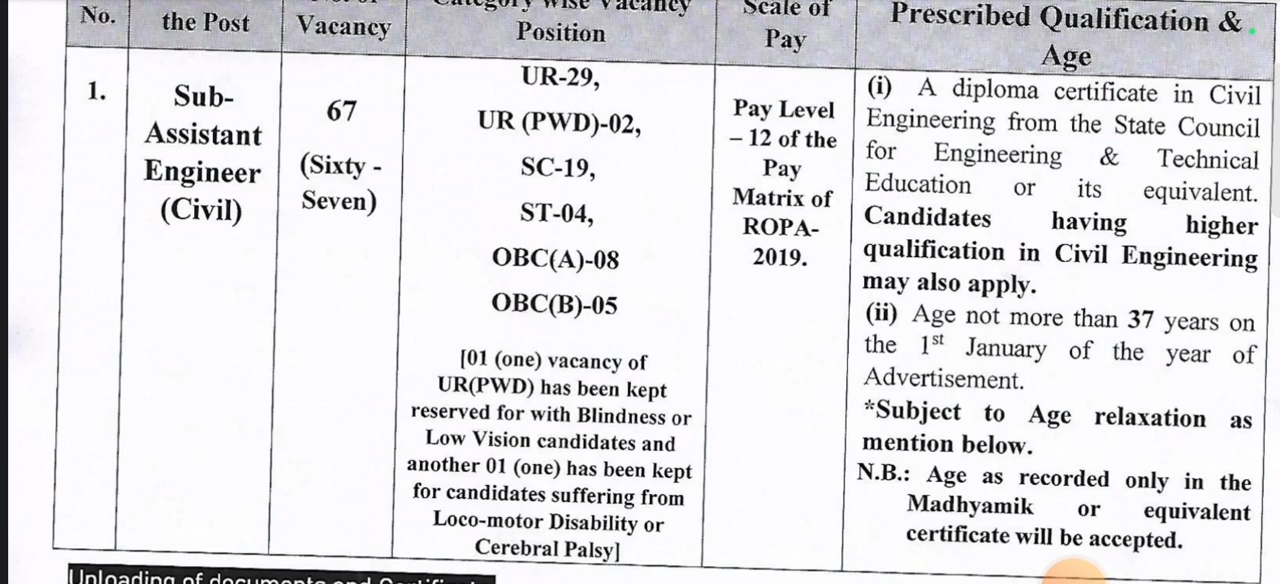 No.
the Post
Vacancy
Category wise Vacancy
Position
Scale of
Pay
Prescribed Qualification &
Age
1.
Sub-
Assistant
Engineer
(Civil)
67
(Sixty -
Seven)
UR-29,
UR (PWD)-02,
SC-19,
ST-04,
OBC(A)-08
OBC(B)-05
[01 (one) vacancy of
UR(PWD) has been kept
reserved for with Blindness or
Low Vision candidates and
another 01 (one) has been kept
for candidates suffering from
Loco-motor Disability or
Cerebral Palsy]
Pay Level
– 12 of the
Pay
Matrix of
ROPA-
2019.
(i) A diploma certificate in Civil
Engineering from the State Council
for Engineering & Technical
Education or its equivalent.
Candidates having higher
qualification in Civil Engineering
may also apply.
(ii) Age not more than 37 years on
the 1st January of the year of
Advertisement.
*Subject to Age relaxation as
mention below.
N.B.: Age as recorded only in the
Madhyamik or equivalent
certificate will be accepted.
Uploading of documents and